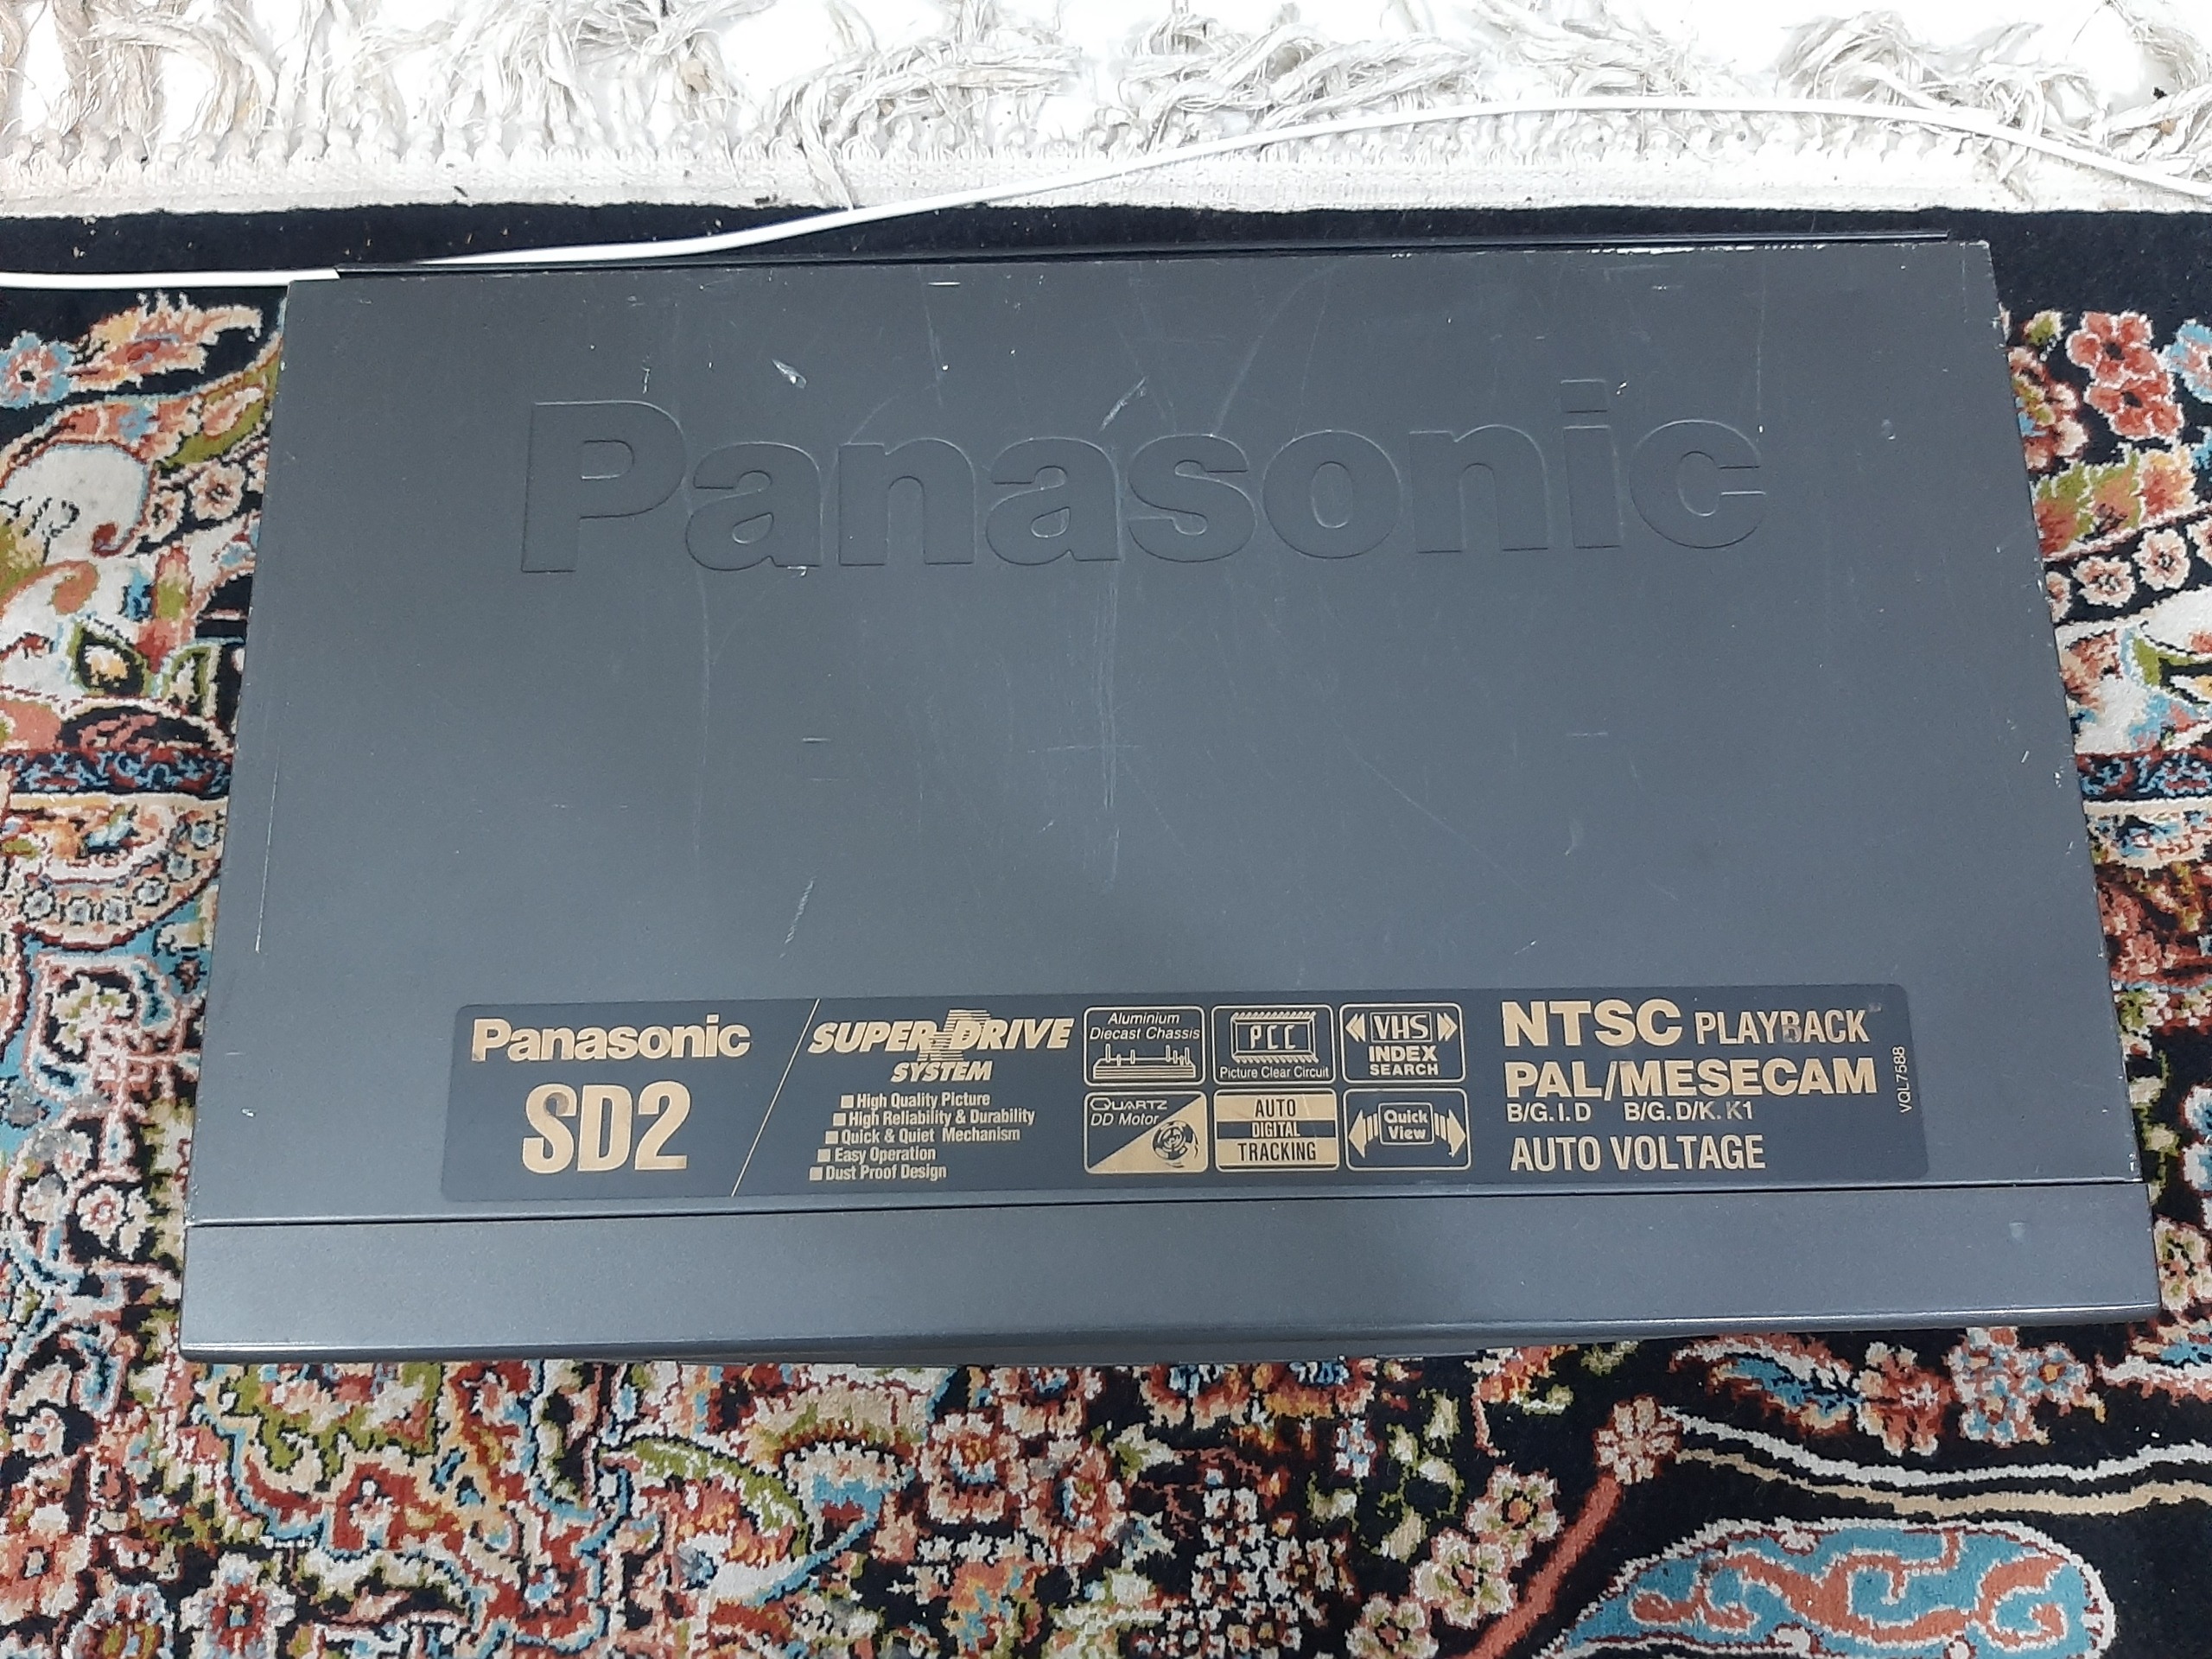 Panasonic
Panasonic
SD2
SUPER DRIVE
SYSTEM
High Quality Picture
High Reliability & Durability
Quick & Quiet Mechanism
Easy Operation
Dust Proof Design
Aluminium
Diecast Chassis
PCC
Picture Clear Circuit
VHS
INDEX
SEARCH
QUARTZ
DD Motor
AUTO
DIGITAL
TRACKING
Quick
View
NTSC PLAYBACK
PAL/MESECAM
B/G.I.D B/G.D/K.K1
AUTO VOLTAGE
VQL7588